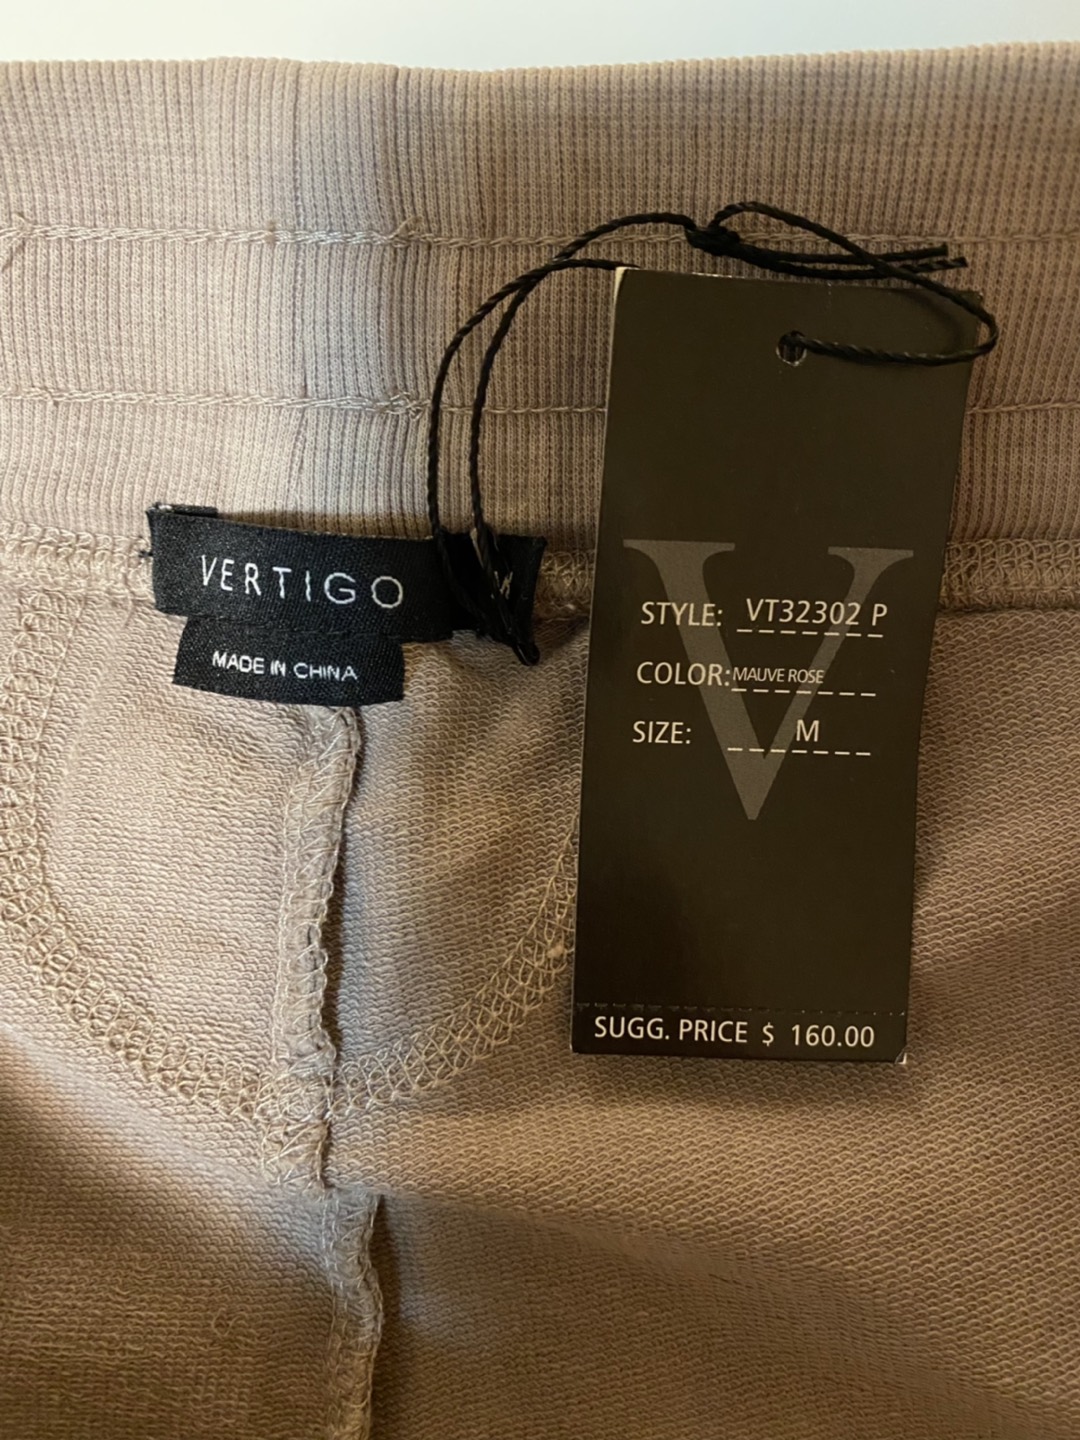 VERTIGO
MADE IN CHINA
V
STYLE: VT32302 P
COLOR: MAUVE ROSE
SIZE: M
SUGG. PRICE $ 160.00